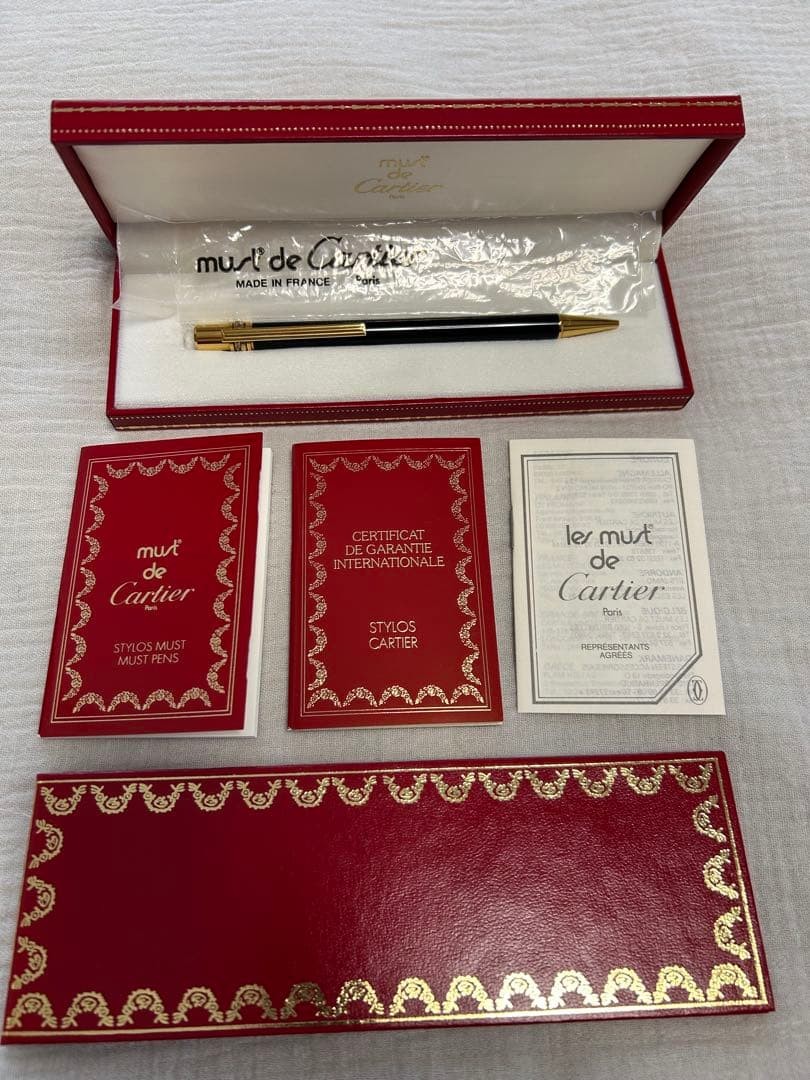 must
de
Cartier
Paris
must® de Cartier
MADE IN FRANCE Paris
must®
de
Cartier
Paris
STYLOS MUST
MUST PENS
CERTIFICAT
DE GARANTIE
INTERNATIONALE
STYLOS
CARTIER
les must®
de
Cartier
Paris
REPRÉSENTANTS
AGRÉÉS